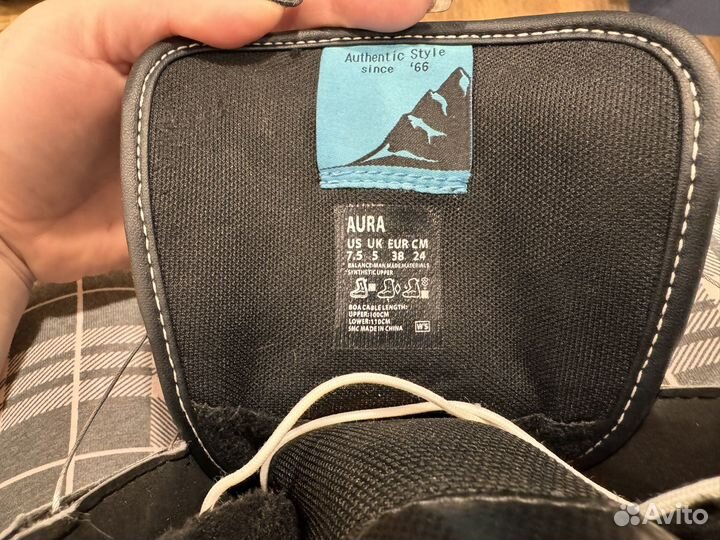 Authentic Style
since '66
AURA
US UK EUR CM
7.5 5 38 24
BALANCE-MAN MADE MATERIALS
SYNTHETIC UPPER
BOA CABLE LENGTH:
UPPER:100CM
LOWER:110CM
SNC MADE IN CHINA
W'S
Avito